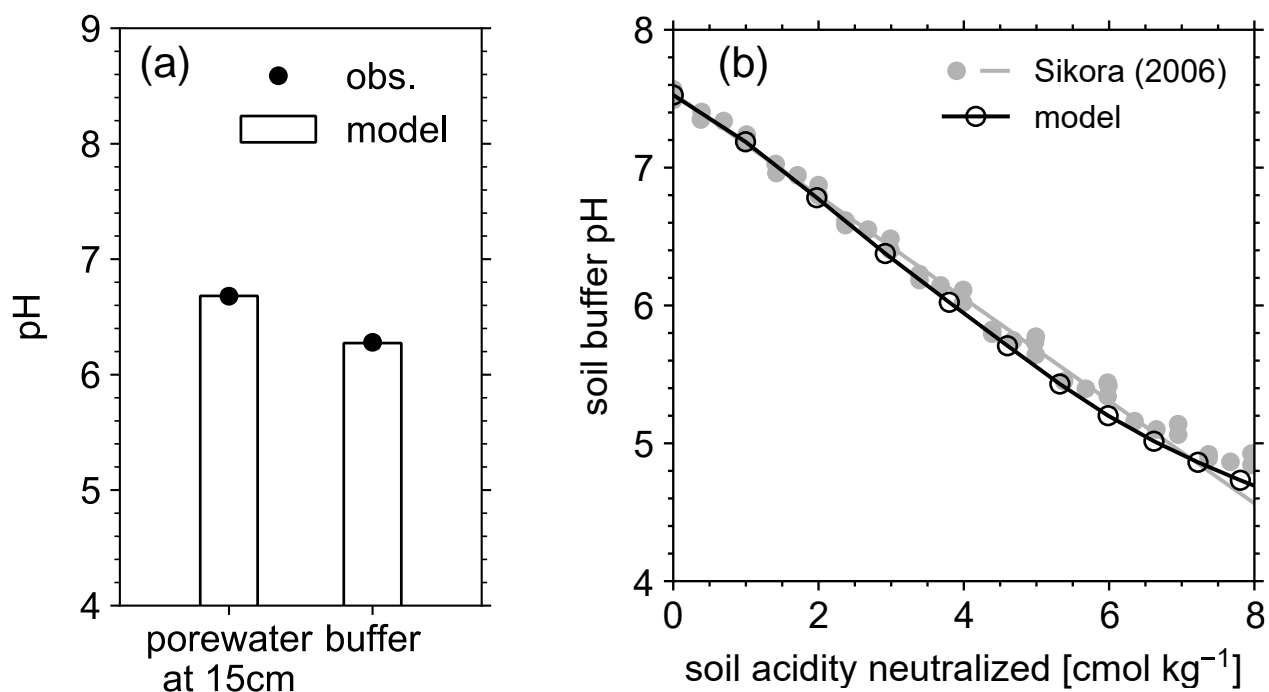 (a)
obs.
model
9
8
7
6
5
4
pH
porewater buffer
at 15cm
(b)
Sikora (2006)
model
8
7
6
5
4
soil buffer pH
0 2 4 6 8
soil acidity neutralized [cmol kg⁻¹]